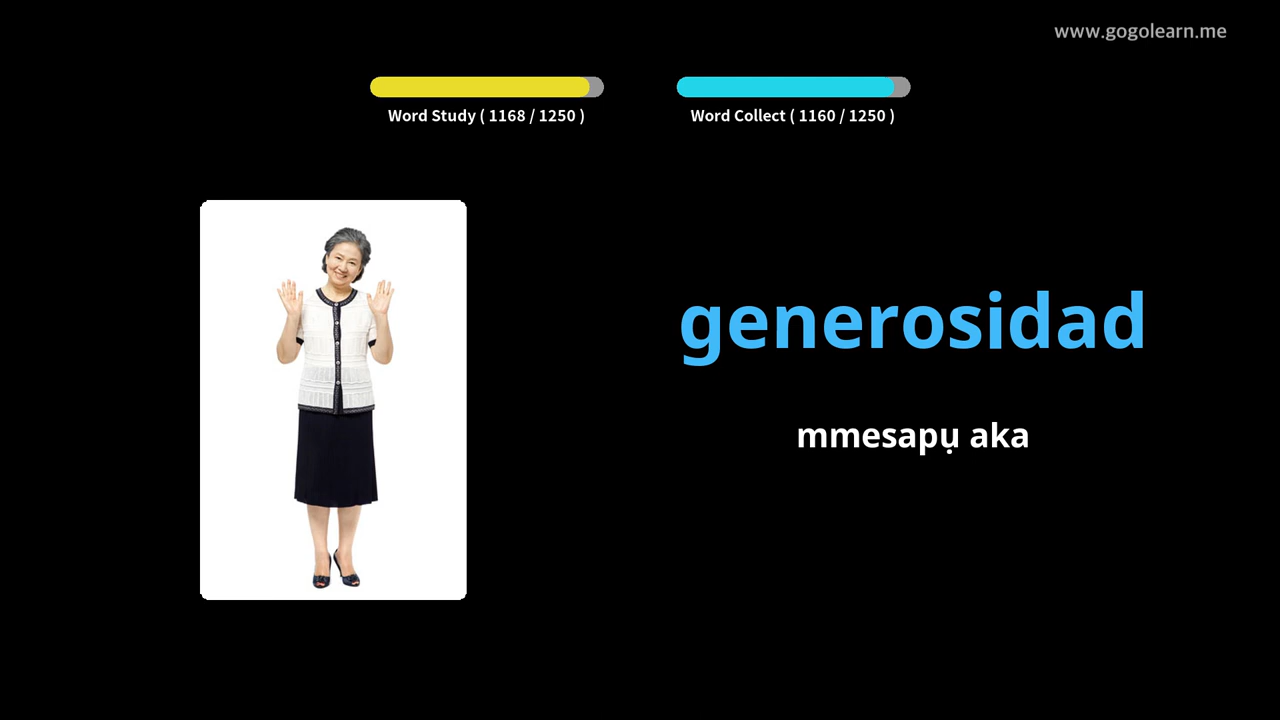 www.gogolearn.me
Word Study ( 1168 / 1250 )
Word Collect ( 1160 / 1250 )
generosidad
mmesapụ aka